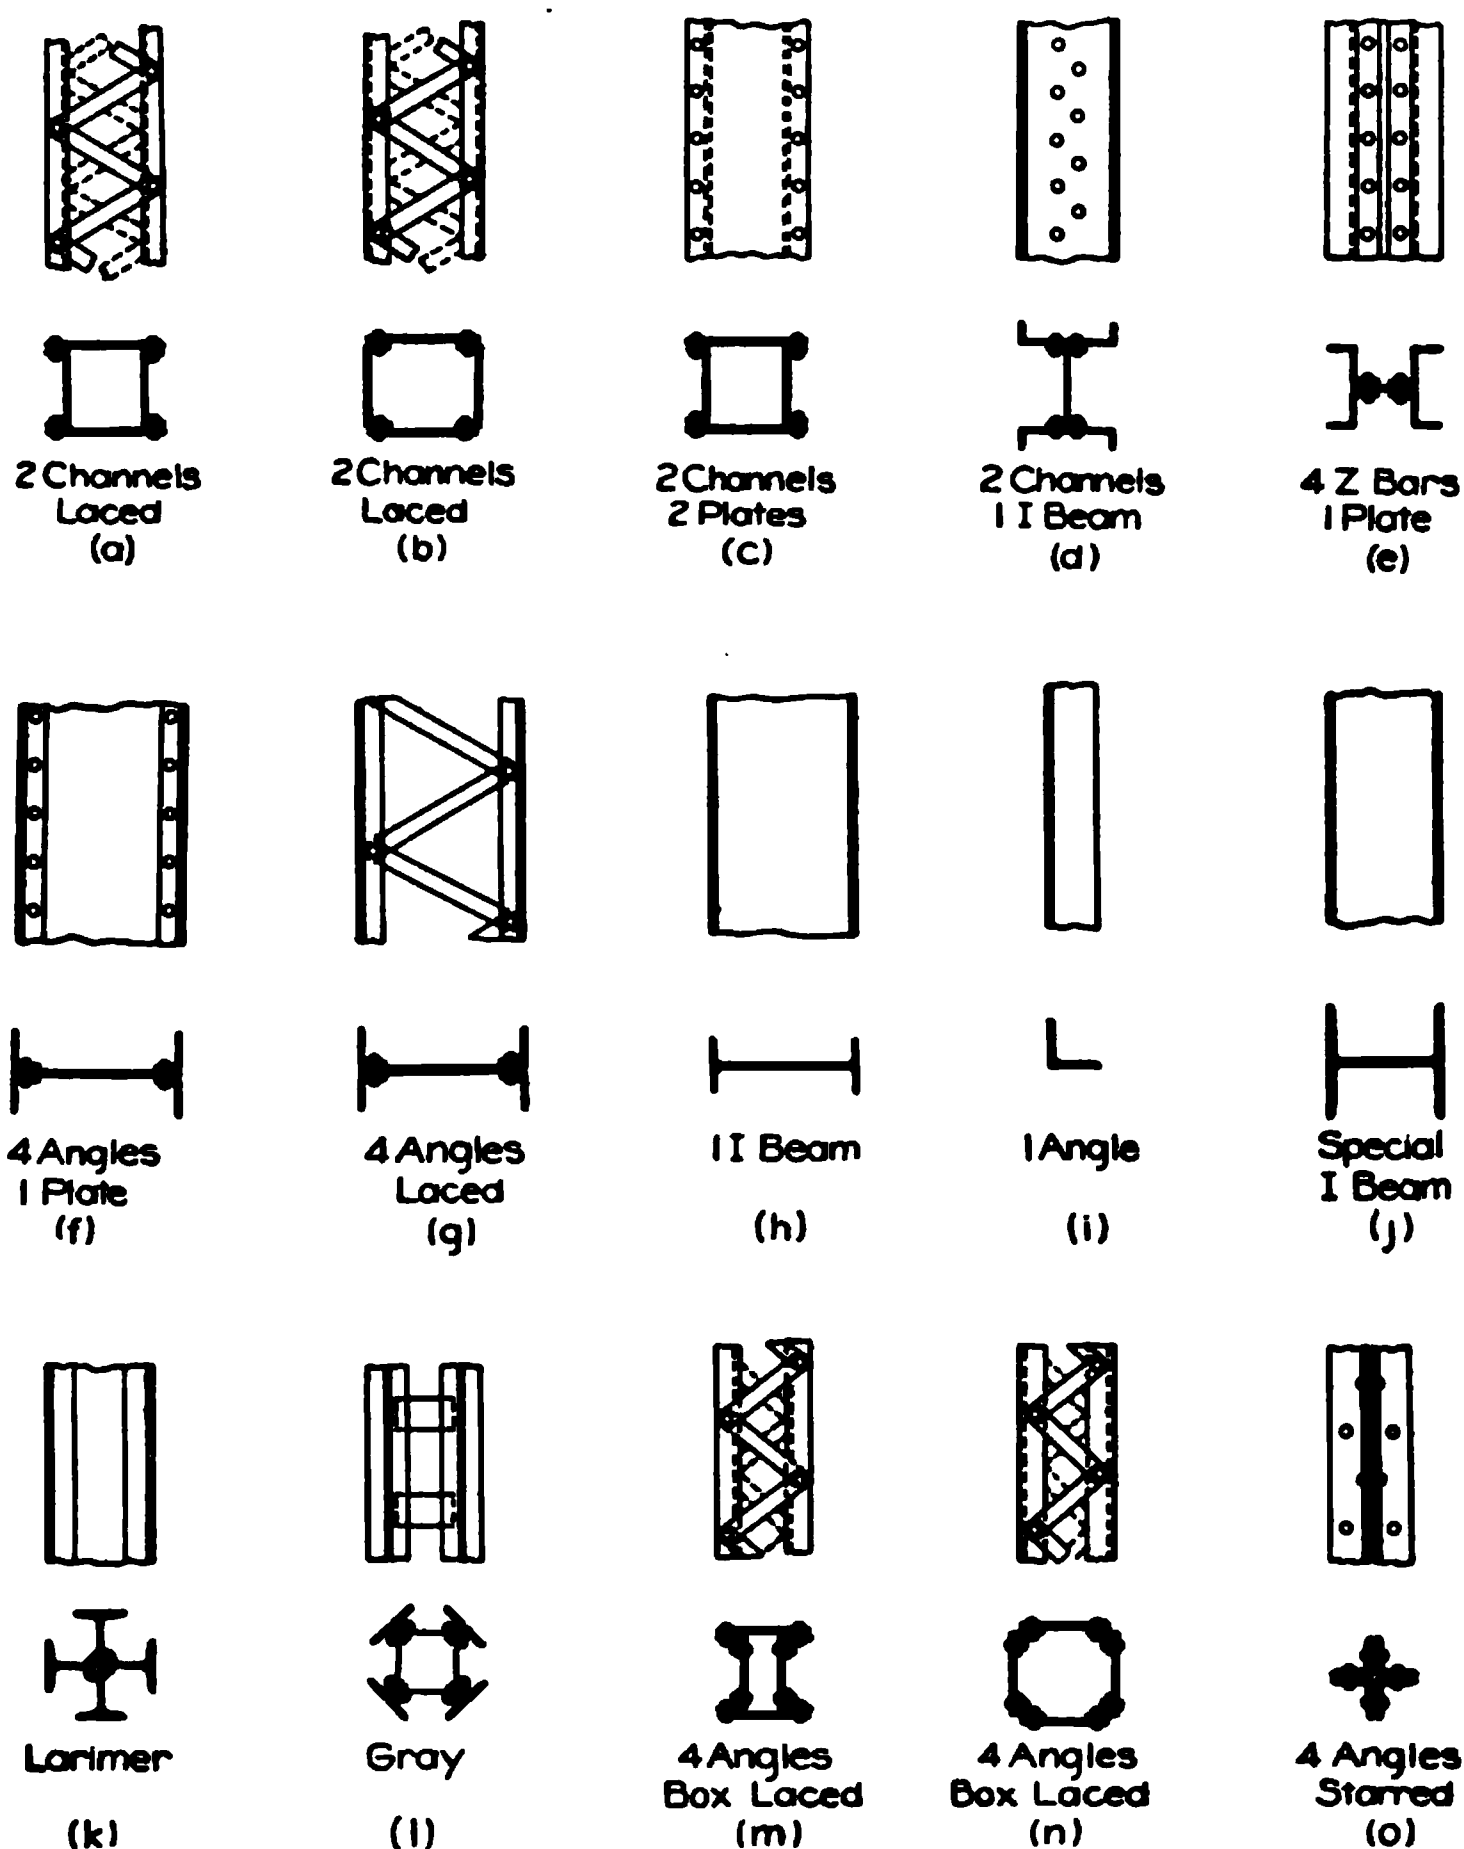 2 Channels
Laced
(a)
2 Channels
Laced
(b)
2 Channels
2 Plates
(c)
2 Channels
1 I Beam
(d)
4 Z Bars
1 Plate
(e)
4 Angles
1 Plate
(f)
4 Angles
Laced
(g)
1 I Beam
(h)
1 Angle
(i)
Special
I Beam
(j)
Larimer
(k)
Gray
(l)
4 Angles
Box Laced
(m)
4 Angles
Box Laced
(n)
4 Angles
Starred
(o)